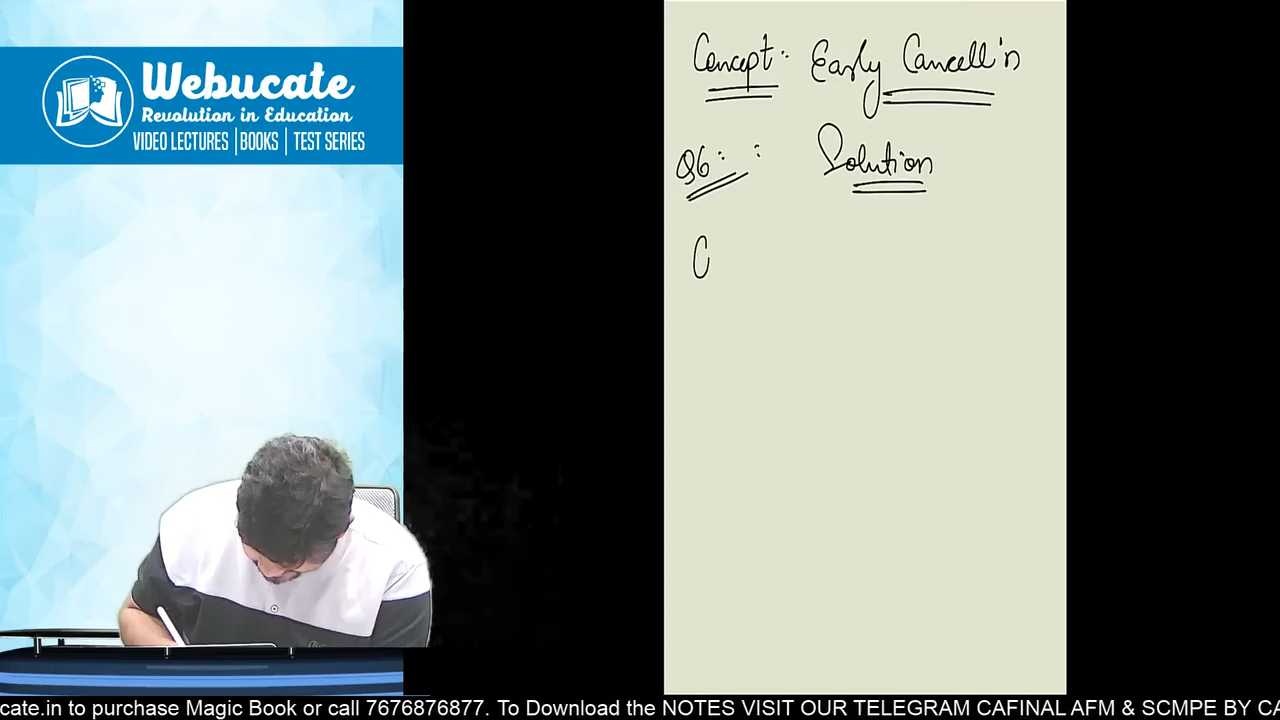 Webucate
Revolution in Education
VIDEO LECTURES | BOOKS | TEST SERIES
Concept: Early Cancell'n
Q6: : Solution
C
cate.in to purchase Magic Book or call 7676876877. To Download the NOTES VISIT OUR TELEGRAM CAFINAL AFM & SCMPE BY CA